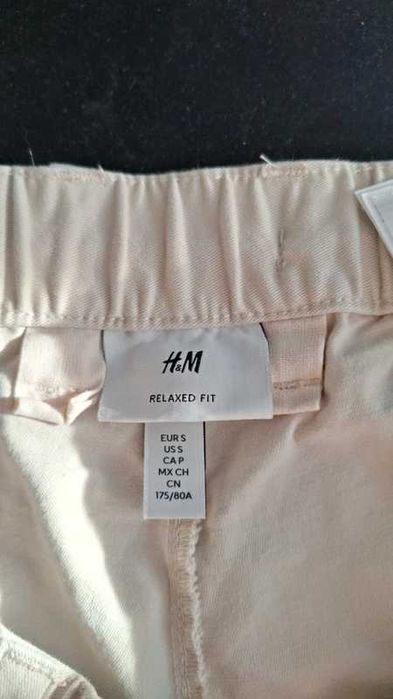 H&M
RELAXED FIT
EUR S
US S
CA P
MX CH
CN
175/80A